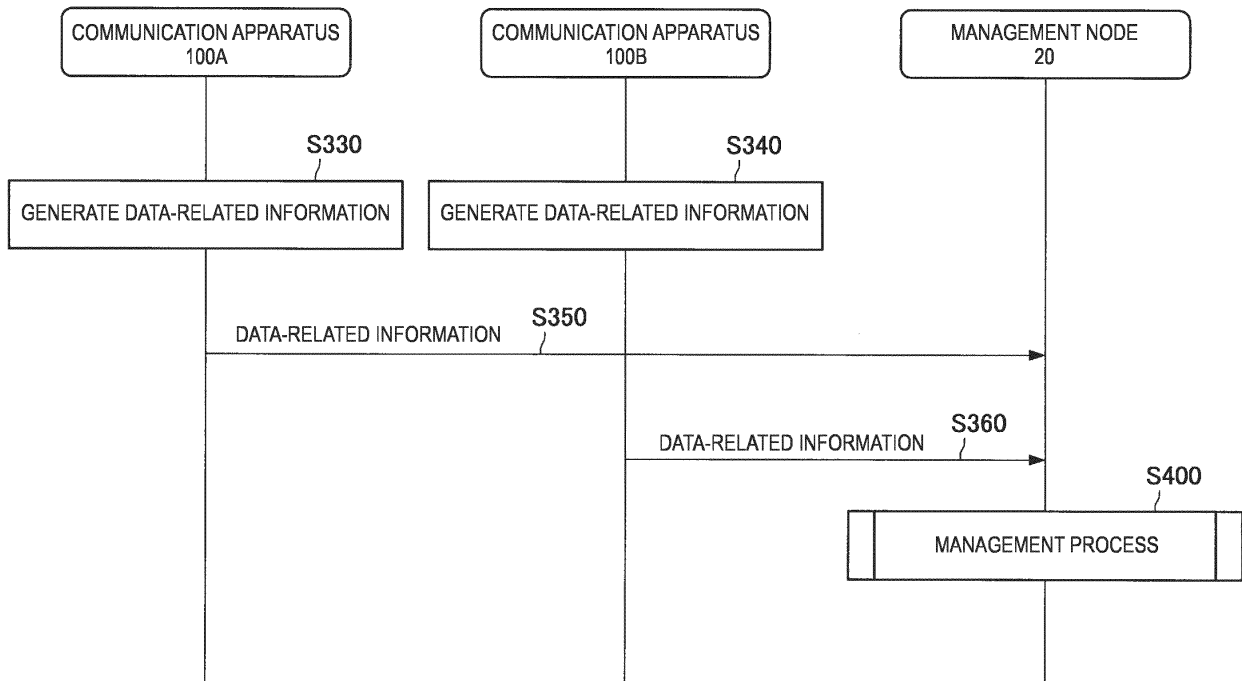 COMMUNICATION APPARATUS
100A
COMMUNICATION APPARATUS
100B
MANAGEMENT NODE
20
S330
GENERATE DATA-RELATED INFORMATION
S340
GENERATE DATA-RELATED INFORMATION
S350
DATA-RELATED INFORMATION
S360
DATA-RELATED INFORMATION
S400
MANAGEMENT PROCESS